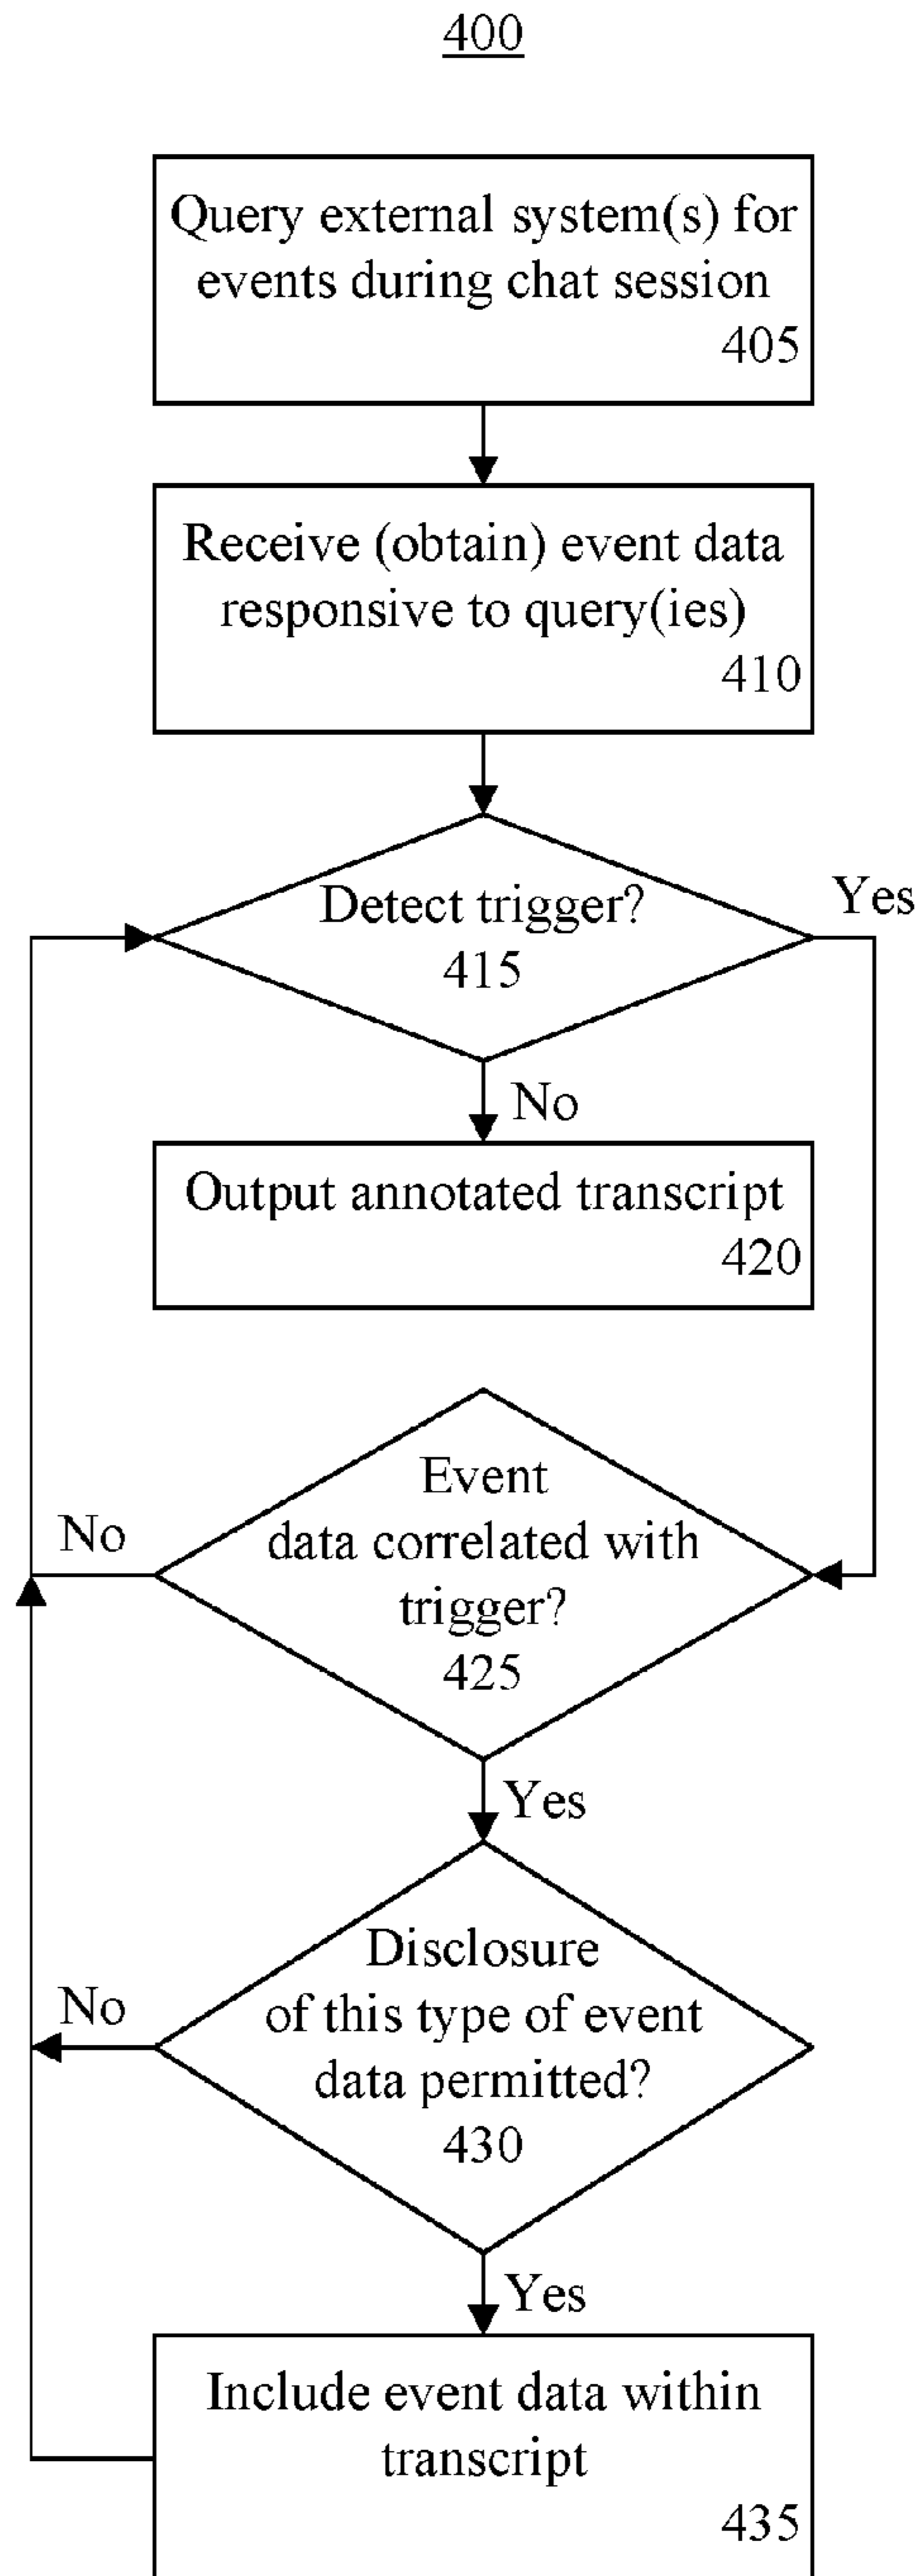 400
Query external system(s) for
events during chat session
405
Receive (obtain) event data
responsive to query(ies)
410
Detect trigger?
415
Yes
No
Output annotated transcript
420
Event
data correlated with
trigger?
425
No
Yes
Disclosure
of this type of event
data permitted?
430
No
Yes
Include event data within
transcript
435